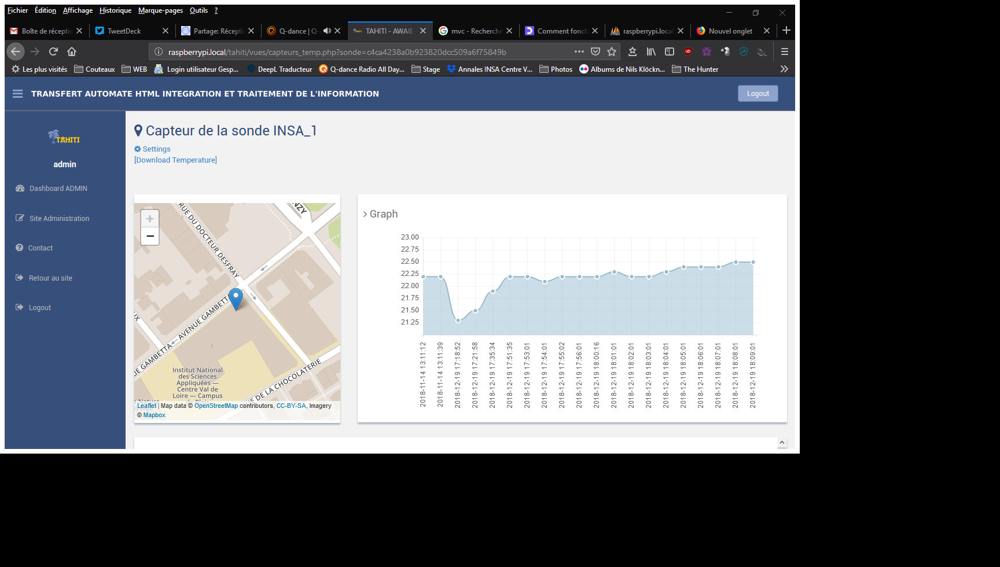 Fichier Édition Affichage Historique Marque-pages Outils ?
Boîte de réceptic TweetDeck Partage: Récepti Q-dance | Q- TAHITI - AWAIE mvc - Recherche Comment foncti raspberrypi.local Nouvel onglet
raspberrypi.local/tahiti/vues/capteurs_temp.php?sonde=c4ca4238a0b923820dcc509a6f75849b
Les plus visités Couteaux WEB Login utilisateur Gesp... DeepL Traducteur Q-dance Radio All Day... Stage Annales INSA Centre V... Photos Albums de Nils Klöckn... The Hunter
TRANSFERT AUTOMATE HTML INTEGRATION ET TRAITEMENT DE L'INFORMATION
Logout
TAHITI
admin
Dashboard ADMIN
Site Administration
Contact
Retour au site
Logout
Capteur de la sonde INSA_1
Settings
[Download Temperature]
+
−
RUE DU DOCTEUR DESFRAY
NZY
AVENUE GAMBETTA
UE GAMBETTA
UX
3
7
Institut National
des Sciences
Appliquées —
Centre Val de
Loire — Campus
de Blois
UE DE LA CHOCOLATERIE
n Nature
Leaflet | Map data © OpenStreetMap contributors, CC-BY-SA, Imagery
© Mapbox
Graph
23.00
22.75
22.50
22.25
22.00
21.75
21.50
21.25
2018-11-14 13:11:12
2018-11-14 13:11:39
2018-12-19 17:18:52
2018-12-19 17:21:58
2018-12-19 17:35:34
2018-12-19 17:51:35
2018-12-19 17:53:01
2018-12-19 17:54:01
2018-12-19 17:55:02
2018-12-19 17:56:01
2018-12-19 18:00:16
2018-12-19 18:01:01
2018-12-19 18:02:01
2018-12-19 18:03:01
2018-12-19 18:04:01
2018-12-19 18:05:01
2018-12-19 18:06:01
2018-12-19 18:07:01
2018-12-19 18:08:01
2018-12-19 18:09:01